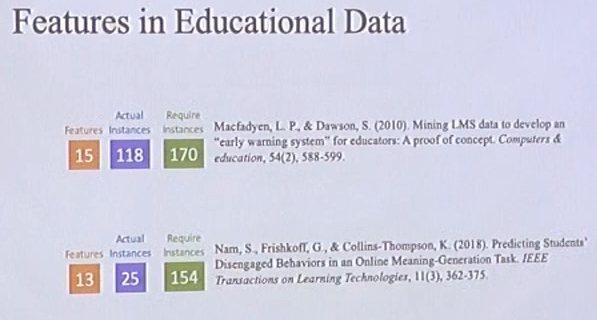 Features in Educational Data
Actual Require
Features Instances Instances
15 118 170
Macfadyen, L. P., & Dawson, S. (2010). Mining LMS data to develop an
"early warning system" for educators: A proof of concept. Computers &
education, 54(2), 588-599.
Actual Require
Features Instances Instances
13 25 154
Nam, S., Frishkoff, G., & Collins-Thompson, K. (2018). Predicting Students'
Disengaged Behaviors in an Online Meaning-Generation Task. IEEE
Transactions on Learning Technologies, 11(3), 362-375.